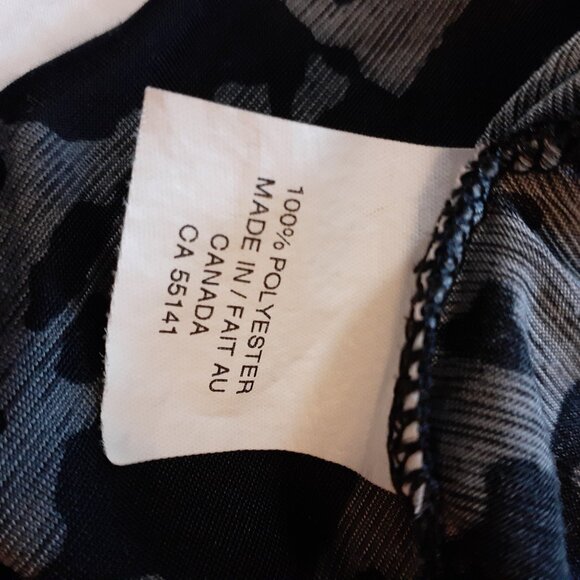 100% POLYESTER
MADE IN / FAIT AU
CANADA
CA 55141